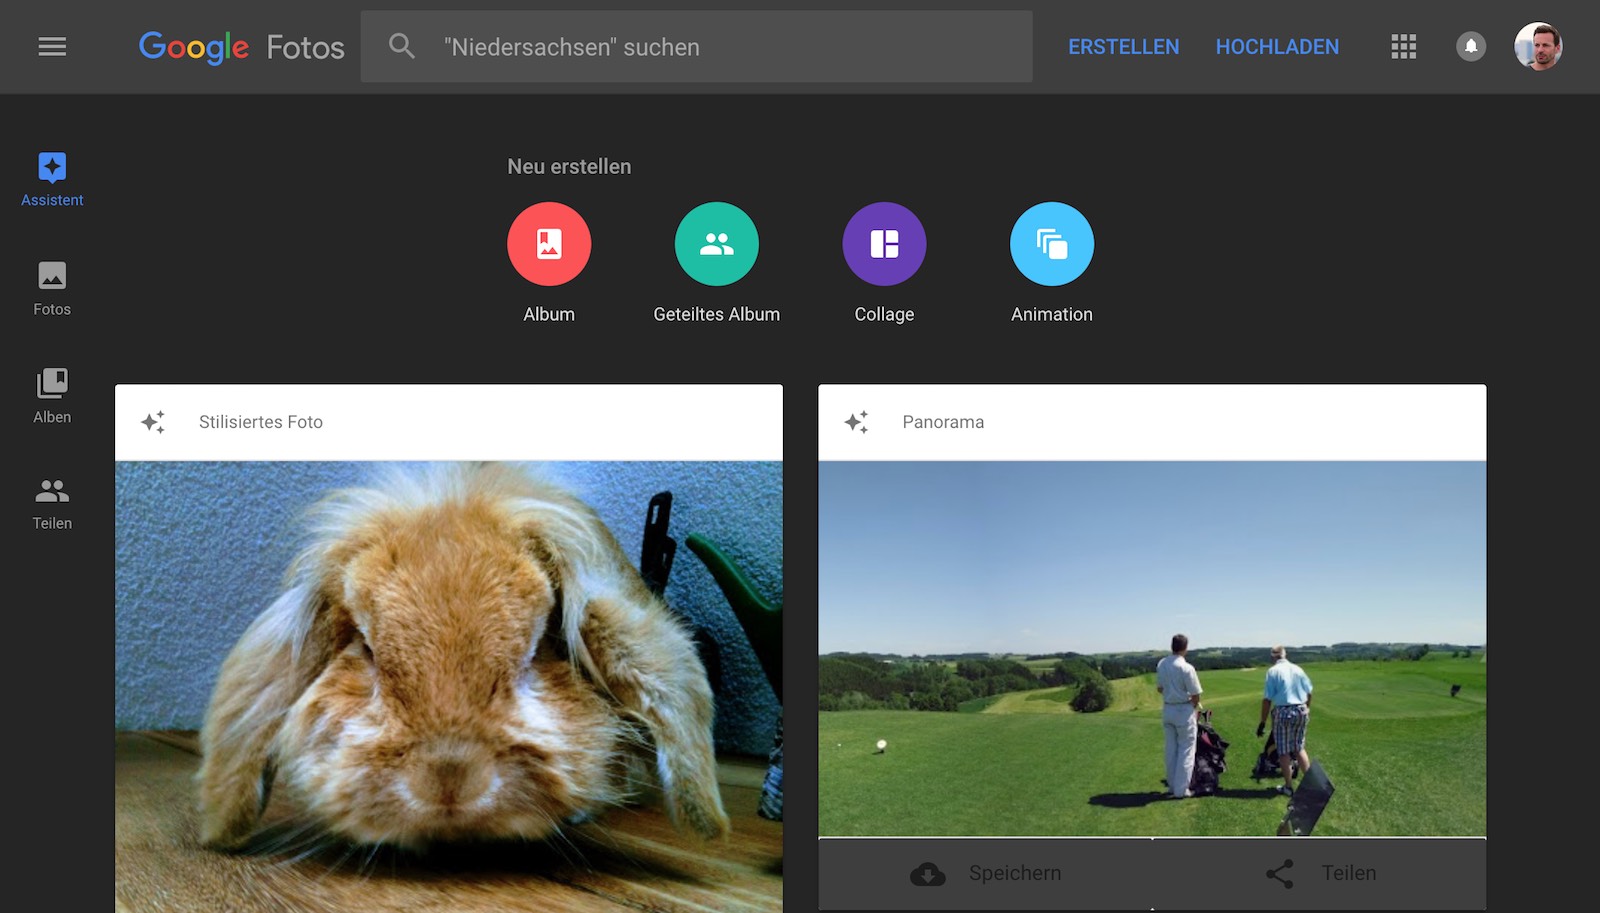 Google Fotos
"Niedersachsen" suchen
ERSTELLEN
HOCHLADEN
Assistent
Fotos
Alben
Teilen
Neu erstellen
Album
Geteiltes Album
Collage
Animation
Stilisiertes Foto
Panorama
Speichern
Teilen